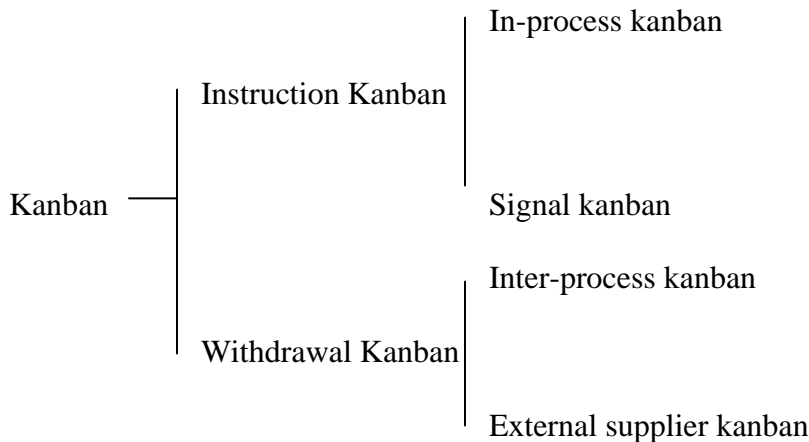 In-process kanban
Instruction Kanban
Kanban
Signal kanban
Inter-process kanban
Withdrawal Kanban
External supplier kanban